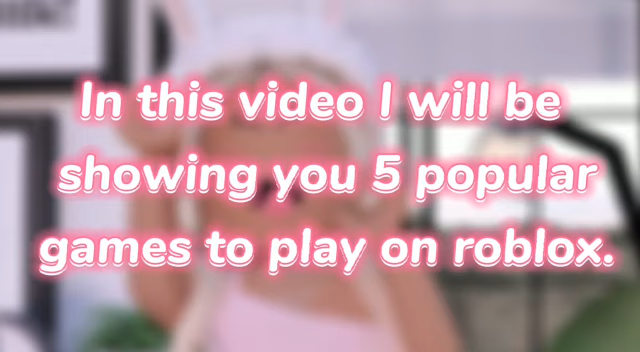 In this video I will be
showing you 5 popular
games to play on roblox.